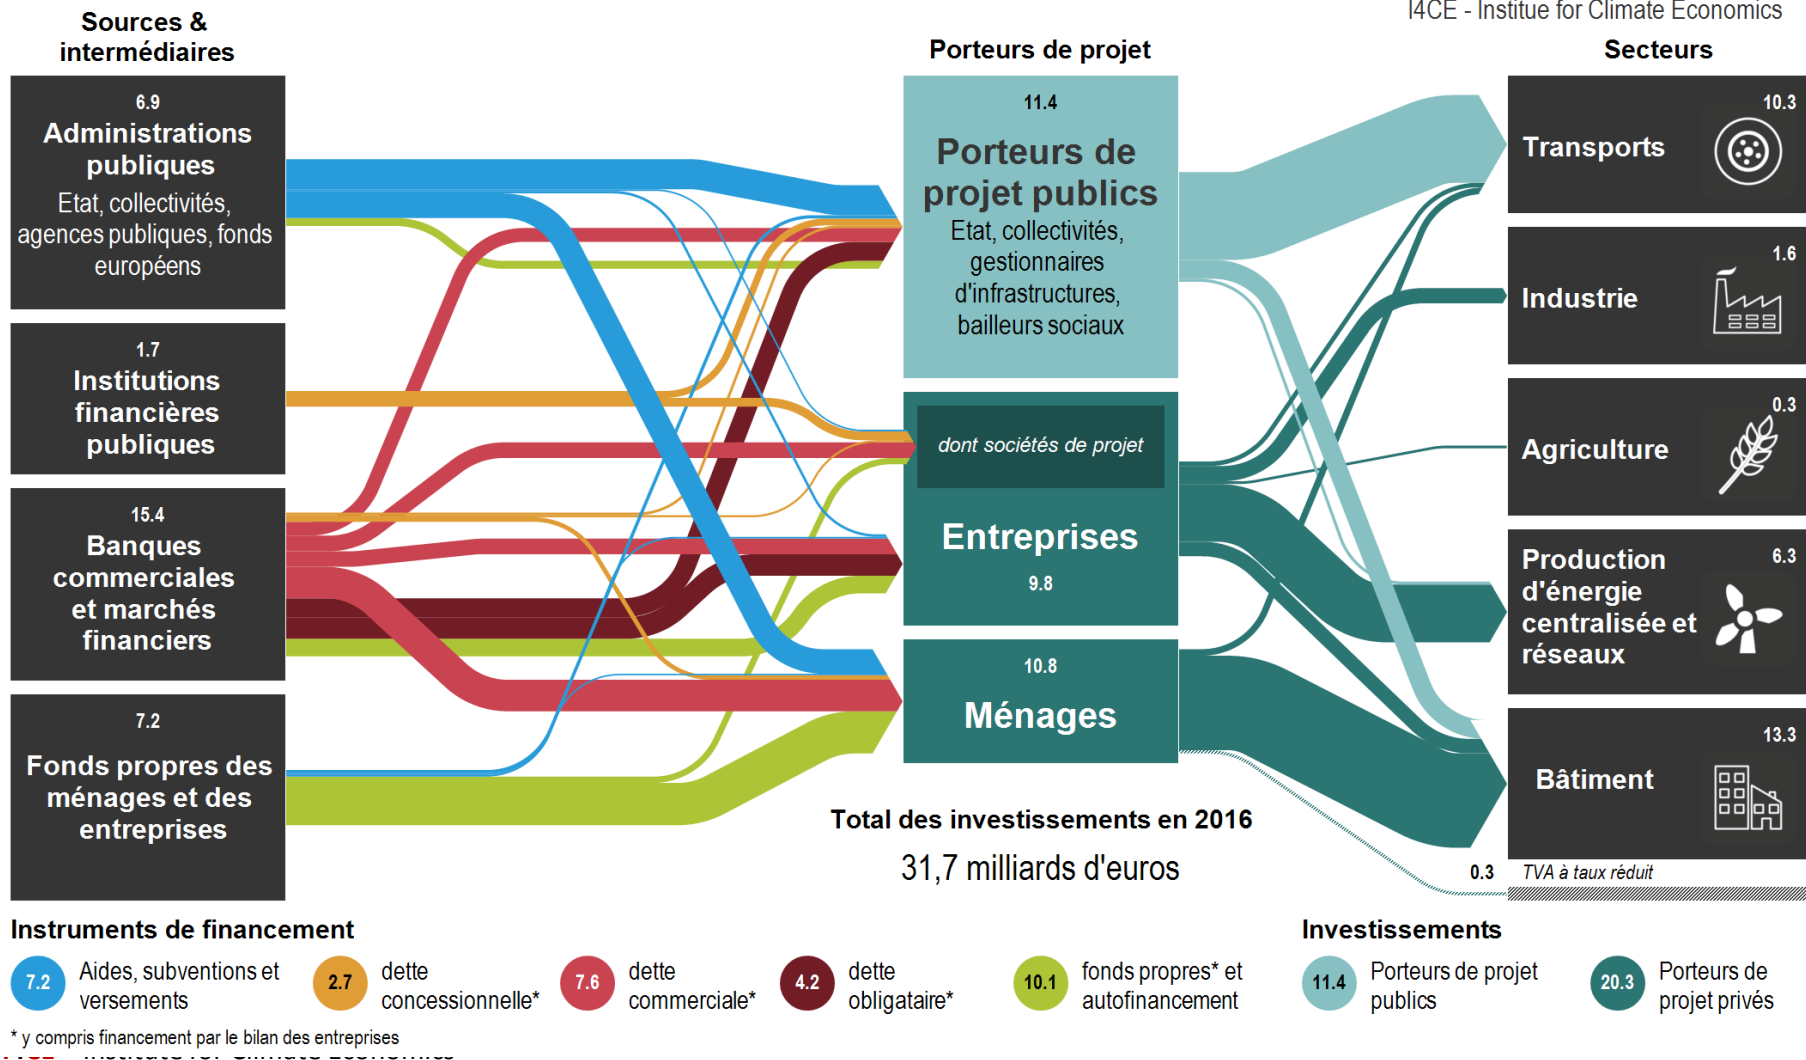 I4CE - Institue for Climate Economics
Sources &
intermédiaires
Porteurs de projet
Secteurs
6.9
Administrations
publiques
Etat, collectivités,
agences publiques, fonds
européens
1.7
Institutions
financières
publiques
15.4
Banques
commerciales
et marchés
financiers
7.2
Fonds propres des
ménages et des
entreprises
11.4
Porteurs de
projet publics
Etat, collectivités,
gestionnaires
d'infrastructures,
bailleurs sociaux
dont sociétés de projet
Entreprises
9.8
10.8
Ménages
10.3
Transports
1.6
Industrie
0.3
Agriculture
6.3
Production
d'énergie
centralisée et
réseaux
13.3
Bâtiment
0.3 TVA à taux réduit
Total des investissements en 2016
31,7 milliards d'euros
Instruments de financement
7.2 Aides, subventions et
versements
2.7 dette
concessionnelle*
7.6 dette
commerciale*
4.2 dette
obligataire*
10.1 fonds propres* et
autofinancement
Investissements
11.4 Porteurs de projet
publics
20.3 Porteurs de
projet privés
* y compris financement par le bilan des entreprises
Institute for Climate Economics